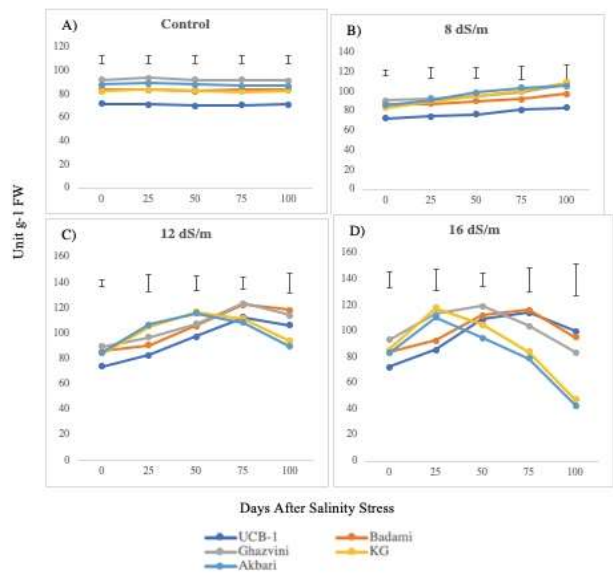 A)
Control
120
100
80
60
40
20
0
0 25 50 75 100
B)
8 dS/m
140
120
100
80
60
40
20
0
0 25 50 75 100
Unit g-1 FW
C)
12 dS/m
160
140
120
100
80
60
40
20
0
0 25 50 75 100
D)
16 dS/m
160
140
120
100
80
60
40
20
0
0 25 50 75 100
Days After Salinity Stress
UCB-1 Badami
Ghazvini KG
Akbari